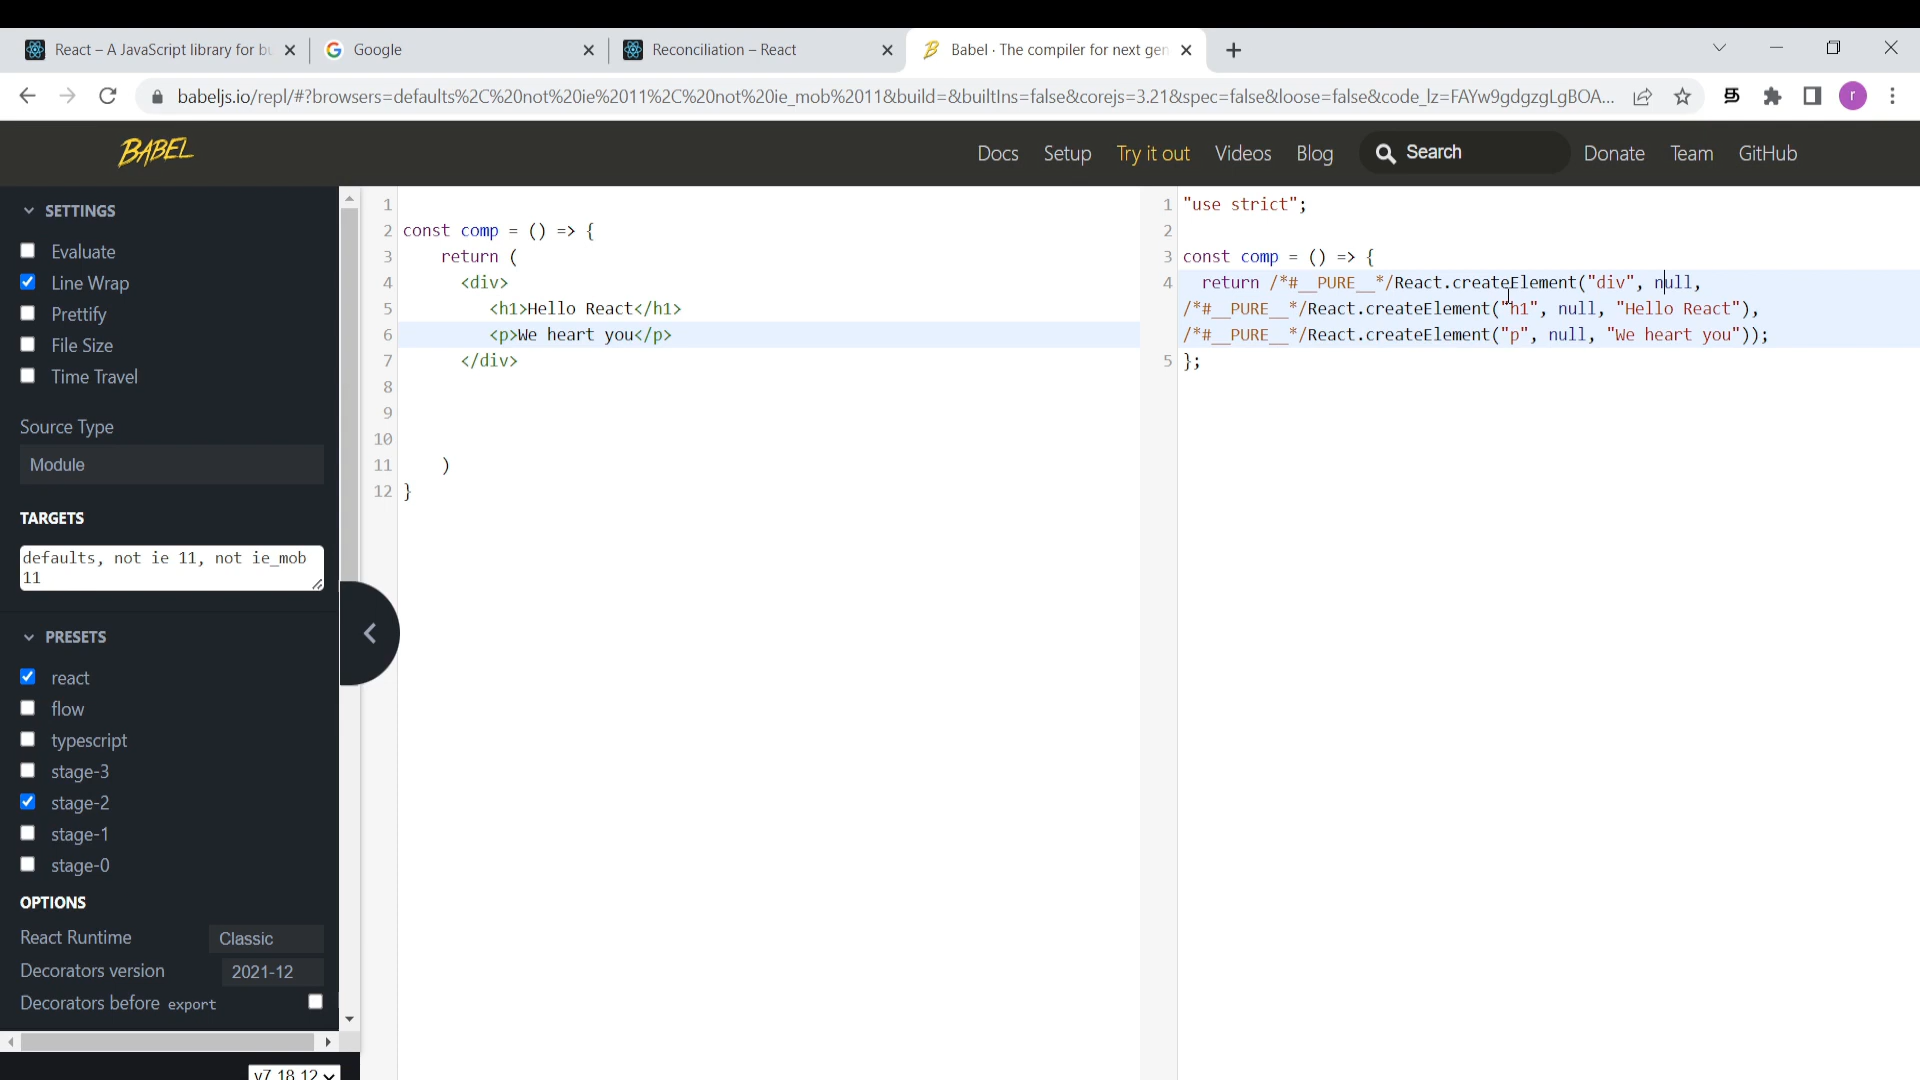 React – A JavaScript library for bu
Google
Reconciliation – React
Babel · The compiler for next gen
babeljs.io/repl/#?browsers=defaults%2C%20not%20ie%2011%2C%20not%20ie_mob%2011&build=&builtIns=false&corejs=3.21&spec=false&loose=false&code_lz=FAYw9gdgzgLgBOA...
r
BABEL
Docs
Setup
Try it out
Videos
Blog
Search
Donate
Team
GitHub
SETTINGS
Evaluate
Line Wrap
Prettify
File Size
Time Travel
Source Type
Module
TARGETS
defaults, not ie 11, not ie_mob
11
PRESETS
react
flow
typescript
stage-3
stage-2
stage-1
stage-0
OPTIONS
React Runtime Classic
Decorators version 2021-12
Decorators before export
v7.18.12
1
2 const comp = () => {
3 return (
4 <div>
5 <h1>Hello React</h1>
6 <p>We heart you</p>
7 </div>
8
9
10
11 )
12 }
1 "use strict";
2
3 const comp = () => {
4 return /*#__PURE__*/React.createElement("div", null,
/*#__PURE__*/React.createElement("h1", null, "Hello React"),
/*#__PURE__*/React.createElement("p", null, "We heart you"));
5 };